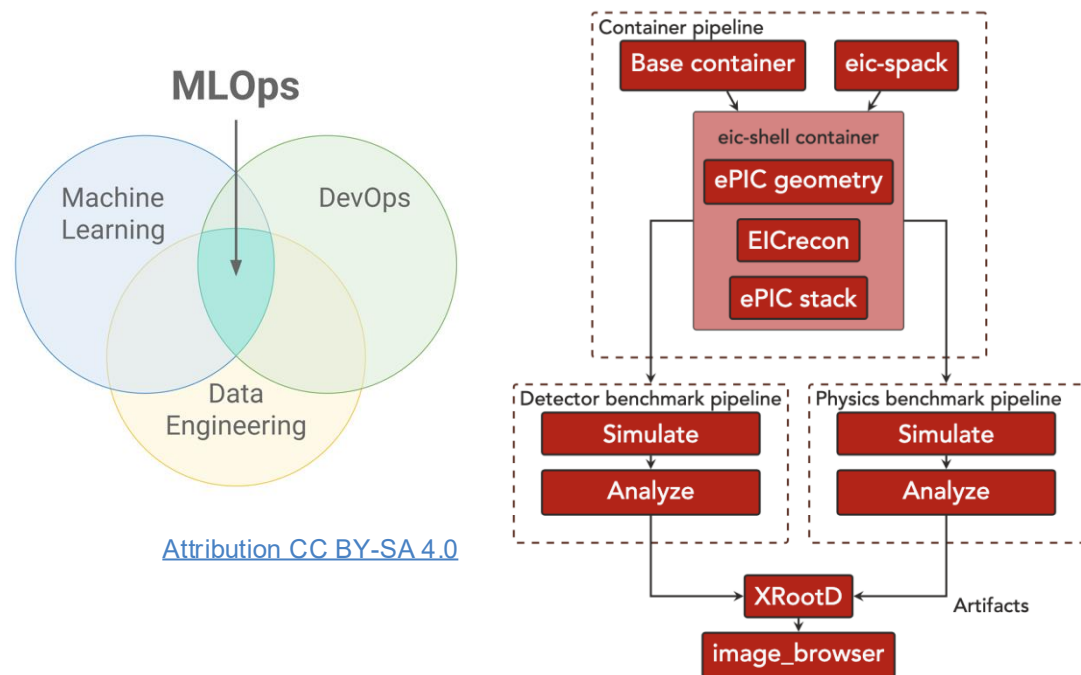 MLOps
Machine
Learning
DevOps
Data
Engineering
Attribution CC BY-SA 4.0
Container pipeline
Base container
eic-spack
eic-shell container
ePIC geometry
EICrecon
ePIC stack
Detector benchmark pipeline
Simulate
Analyze
Physics benchmark pipeline
Simulate
Analyze
XRootD
Artifacts
image_browser